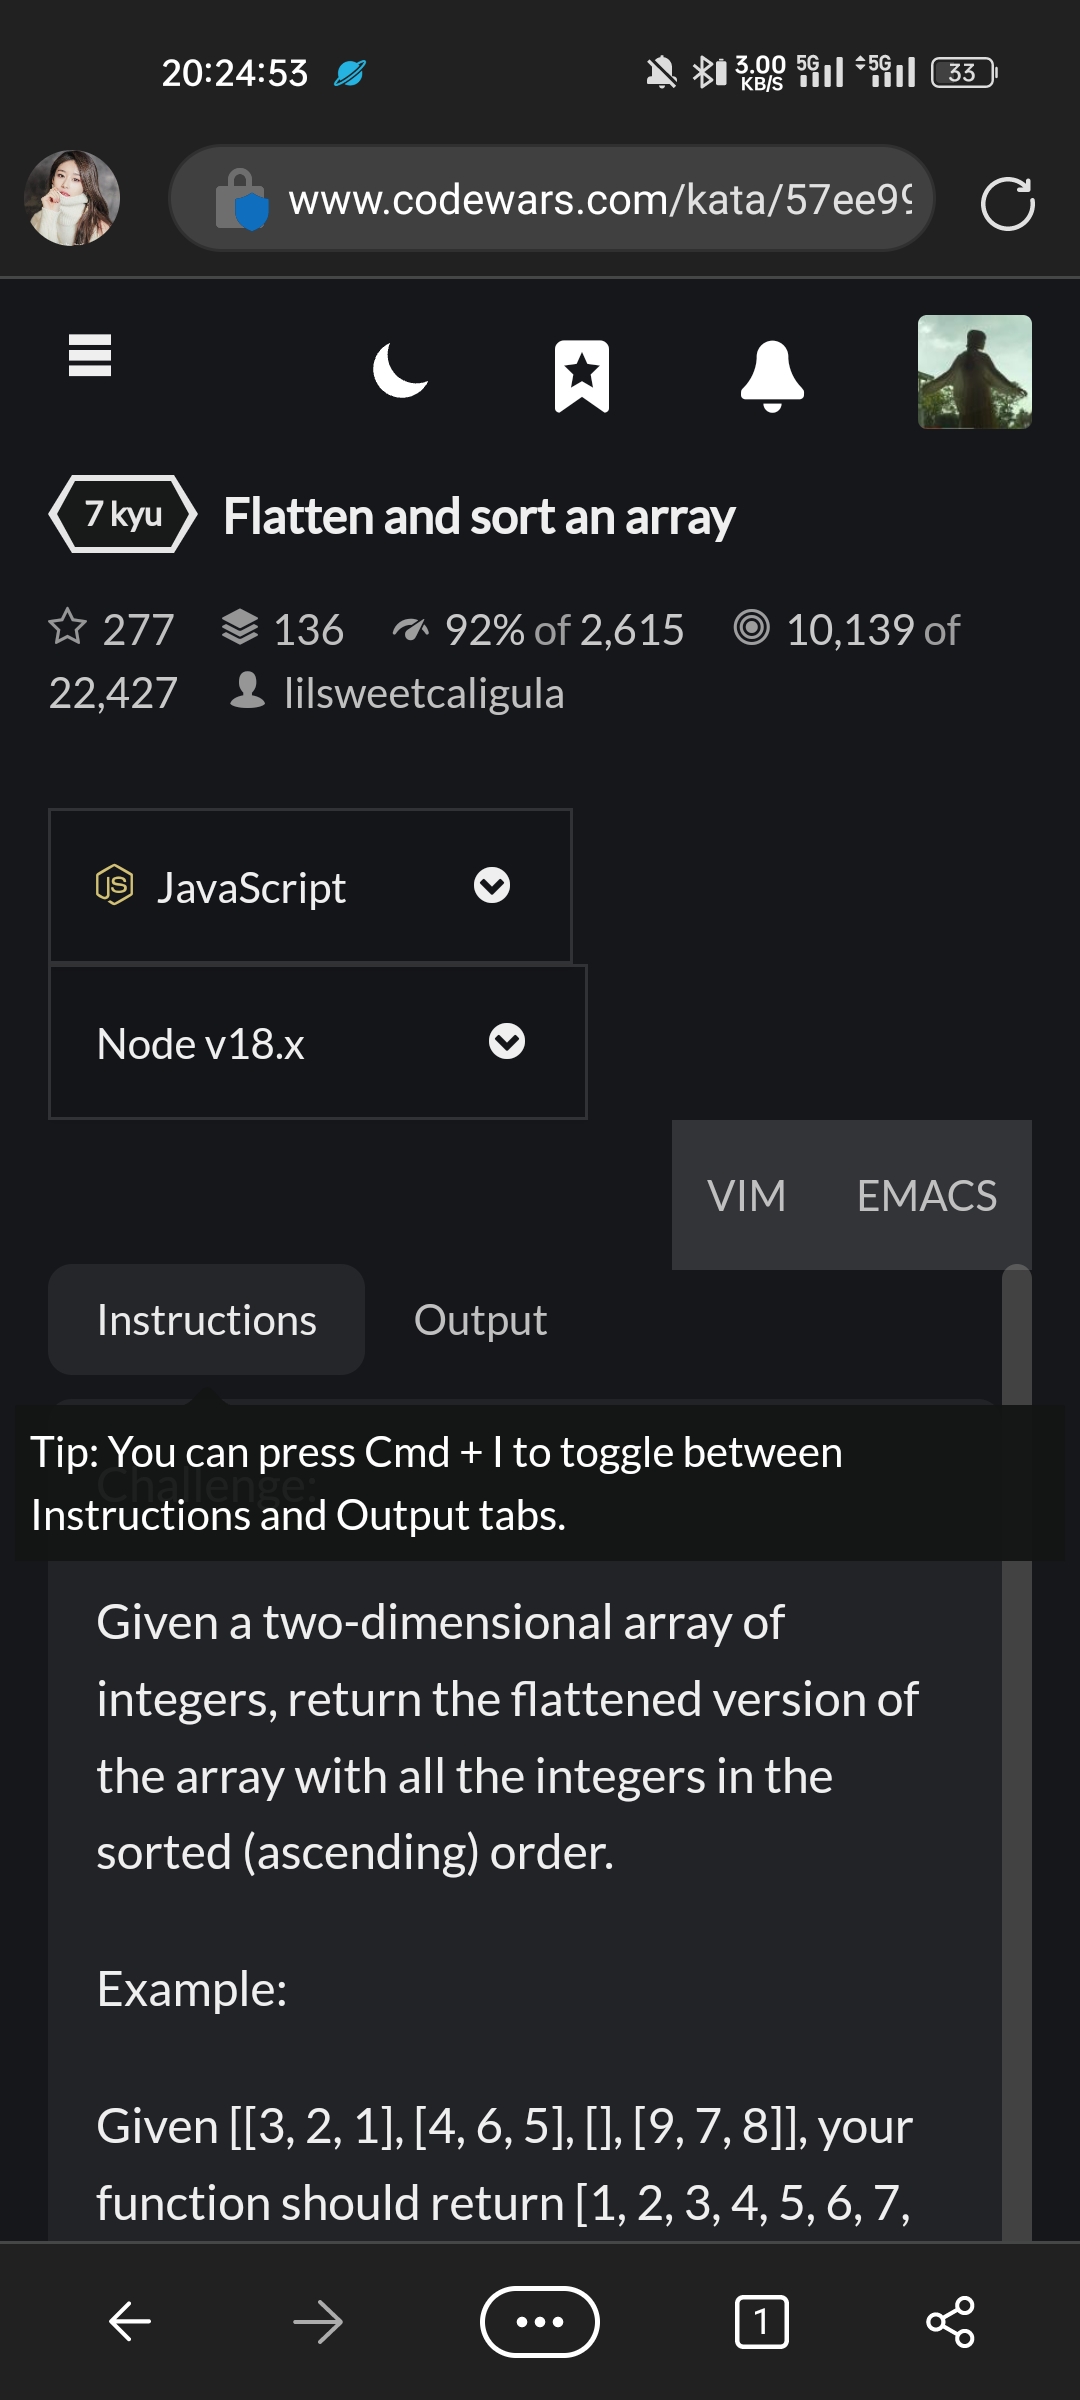 20:24:53 3.00 KB/S 5G 5G 33
www.codewars.com/kata/57ee99
7 kyu Flatten and sort an array
277 136 92% of 2,615 10,139 of
22,427 lilsweetcaligula
JS JavaScript
Node v18.x
VIM EMACS
Instructions Output
Tip: You can press Cmd + I to toggle between
Challenge:
Instructions and Output tabs.
Given a two-dimensional array of
integers, return the flattened version of
the array with all the integers in the
sorted (ascending) order.
Example:
Given [[3, 2, 1], [4, 6, 5], [], [9, 7, 8]], your
function should return [1, 2, 3, 4, 5, 6, 7,
1